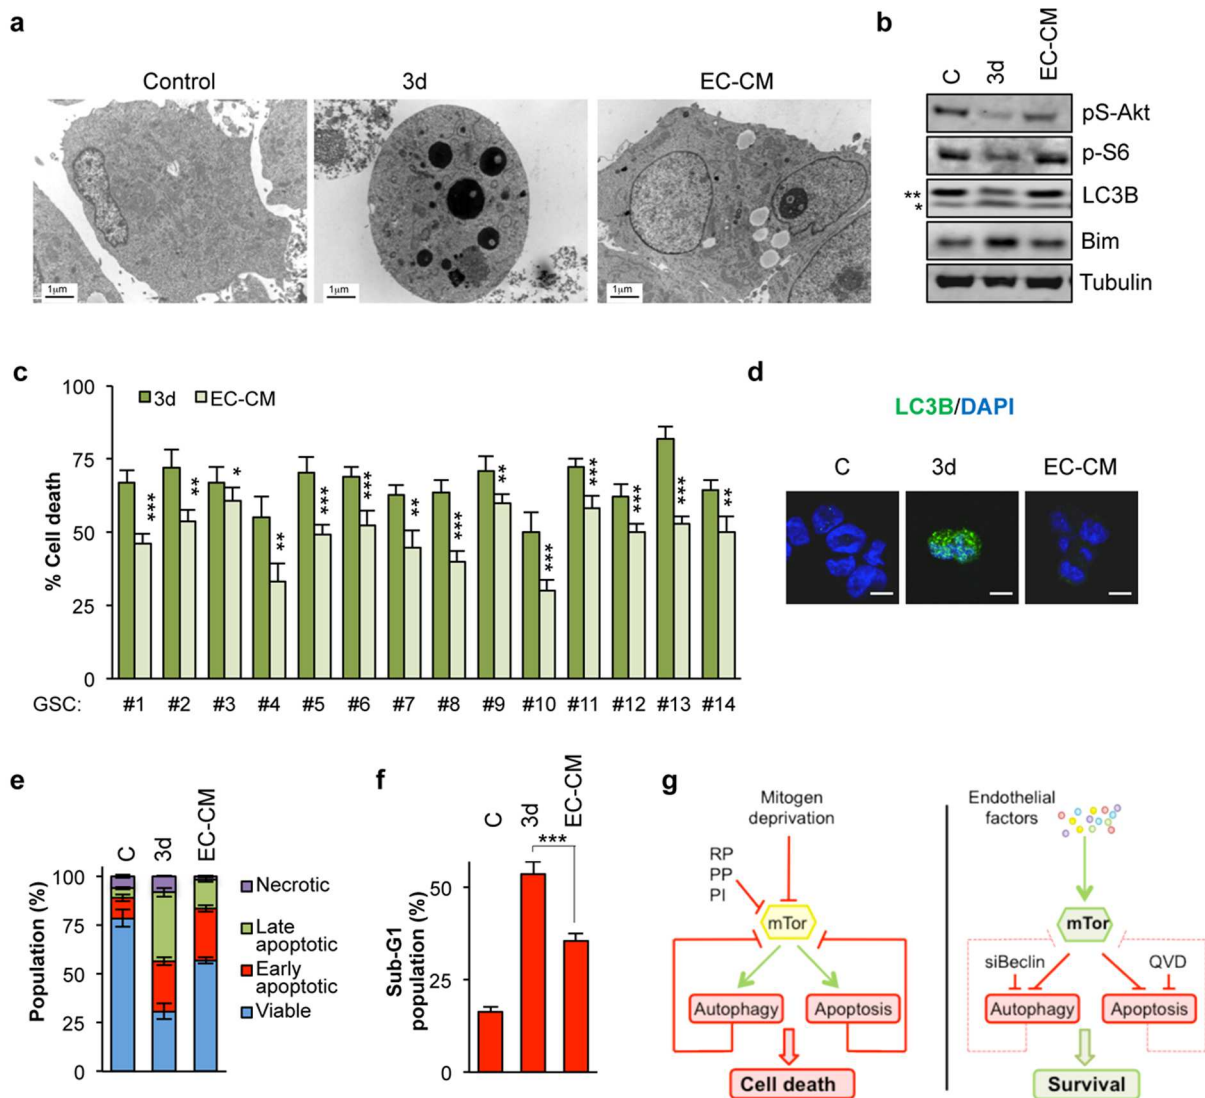 a
Control
3d
EC-CM
1µm
1µm
1µm
b
C
3d
EC-CM
pS-Akt
p-S6
**
*
LC3B
Bim
Tubulin
c
100
75
50
25
0
% Cell death
3d
EC-CM
***
**
*
**
***
***
**
***
**
***
***
***
***
**
GSC: #1 #2 #3 #4 #5 #6 #7 #8 #9 #10 #11 #12 #13 #14
d
LC3B/DAPI
C
3d
EC-CM
e
C
3d
EC-CM
100
75
50
25
0
Population (%)
Necrotic
Late
apoptotic
Early
apoptotic
Viable
f
C
3d
EC-CM
***
50
25
0
Sub-G1
population (%)
g
Mitogen
deprivation
RP
PP
PI
mTor
Autophagy
Apoptosis
Cell death
Endothelial
factors
mTor
siBeclin
QVD
Autophagy
Apoptosis
Survival